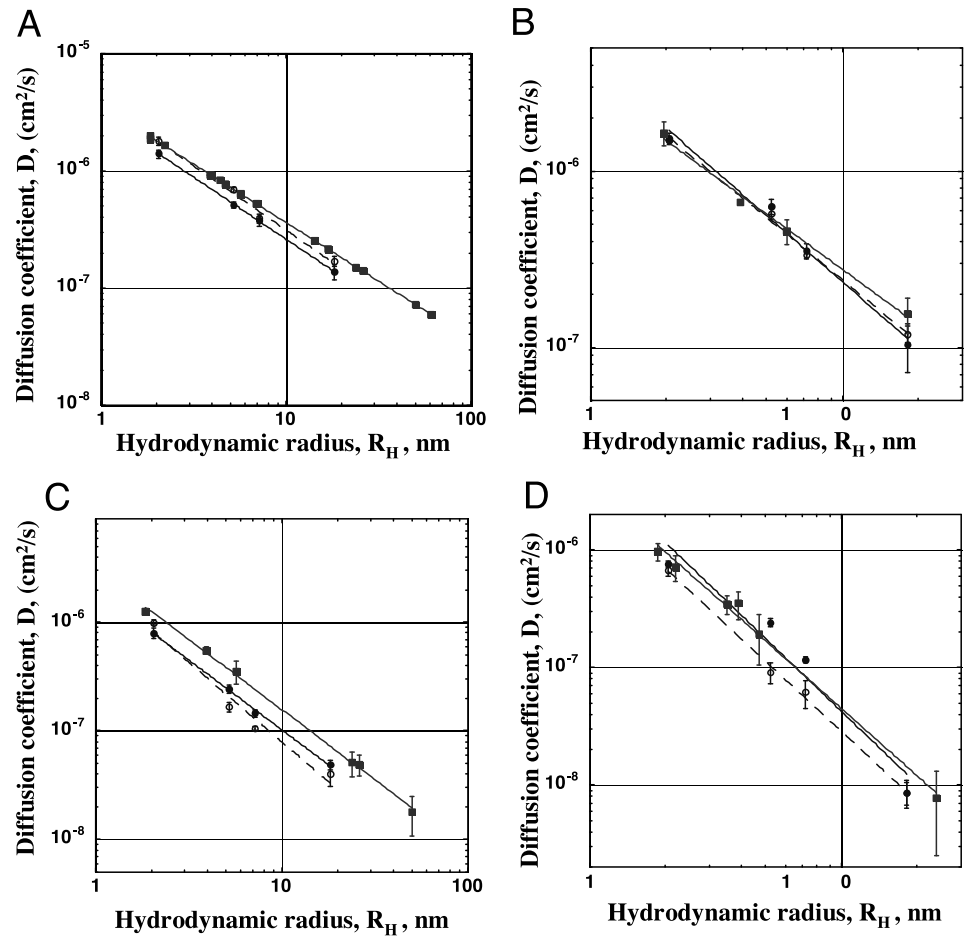 A
Diffusion coefficient, D, (cm²/s)
10⁻⁵
10⁻⁶
10⁻⁷
10⁻⁸
1 10 100
Hydrodynamic radius, R_H , nm
B
Diffusion coefficient, D, (cm²/s)
10⁻⁶
10⁻⁷
1 1 0
Hydrodynamic radius, R_H , nm
C
Diffusion coefficient, D, (cm²/s)
10⁻⁶
10⁻⁷
10⁻⁸
1 10 100
Hydrodynamic radius, R_H , nm
D
Diffusion coefficient, D, (cm²/s)
10⁻⁶
10⁻⁷
10⁻⁸
1 1 0
Hydrodynamic radius, R_H , nm